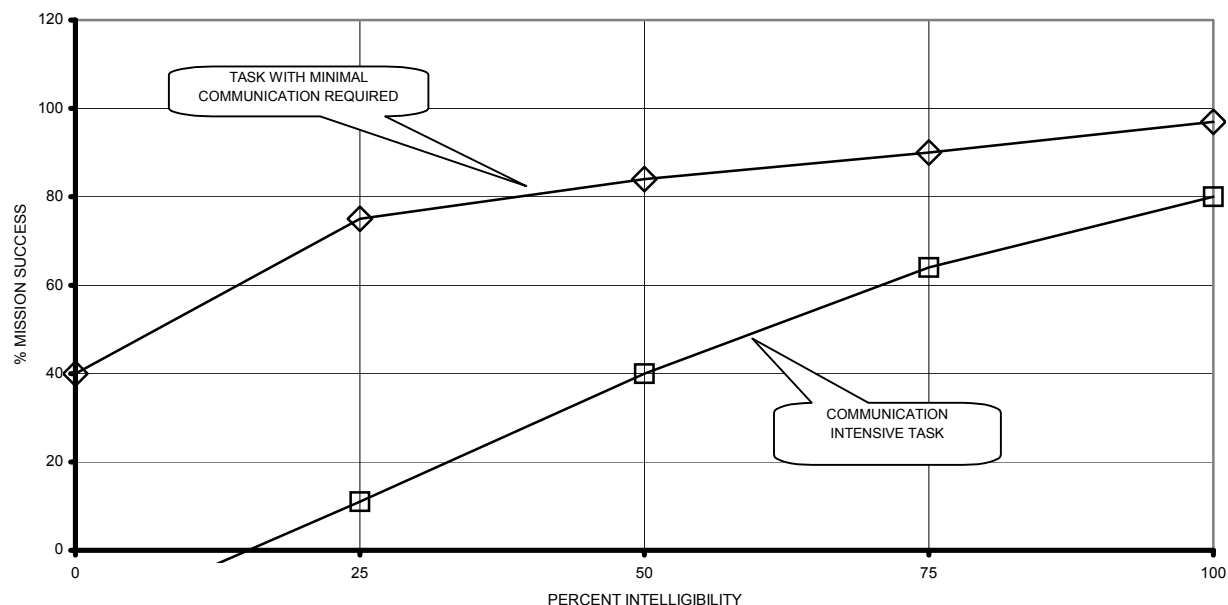 120
100
80
60
40
20
0
% MISSION SUCCESS
TASK WITH MINIMAL
COMMUNICATION REQUIRED
COMMUNICATION
INTENSIVE TASK
0 25 50 75 100
PERCENT INTELLIGIBILITY